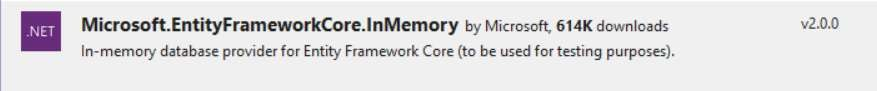 .NET
Microsoft.EntityFrameworkCore.InMemory by Microsoft, 614K downloads v2.0.0
In-memory database provider for Entity Framework Core (to be used for testing purposes).